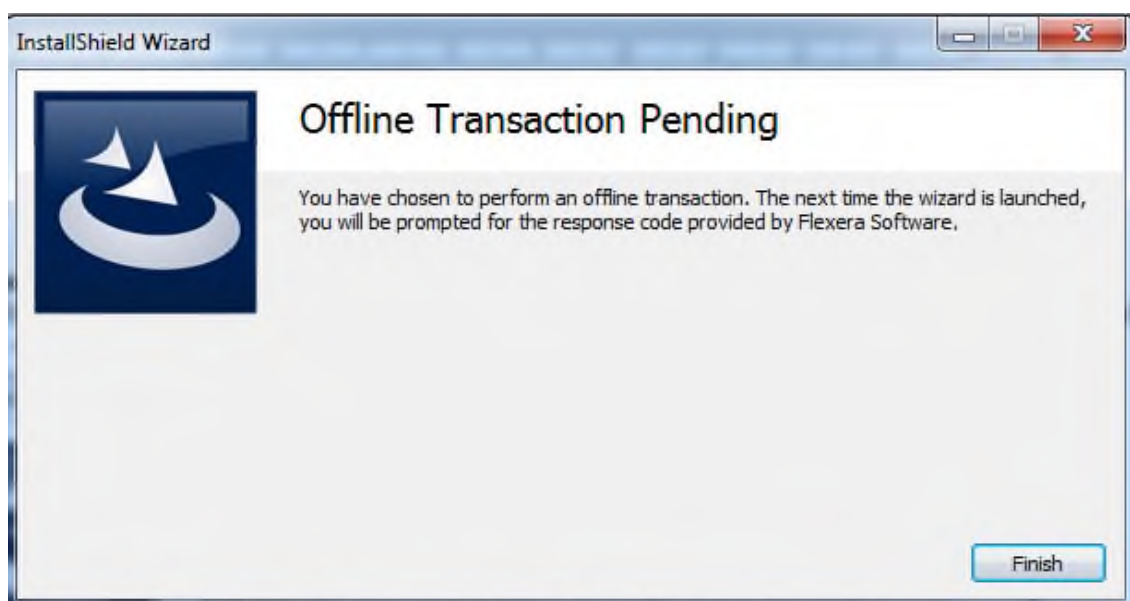 InstallShield Wizard
Offline Transaction Pending
You have chosen to perform an offline transaction. The next time the wizard is launched,
you will be prompted for the response code provided by Flexera Software.
Finish